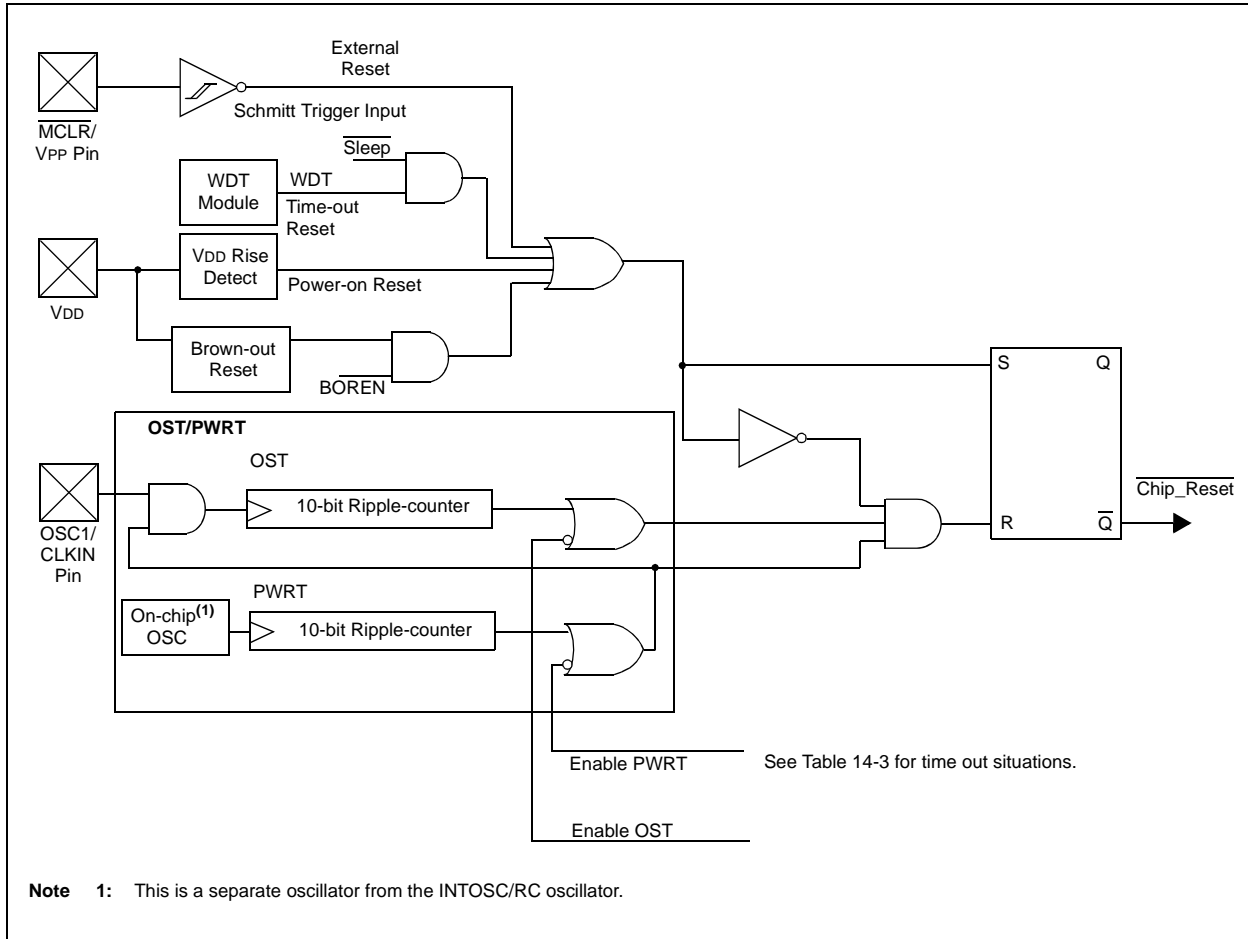 External
Reset
Schmitt Trigger Input
MCLR/
VPP Pin
Sleep
WDT
Module
WDT
Time-out
Reset
VDD Rise
Detect
Power-on Reset
VDD
Brown-out
Reset
BOREN
S
Q
OST/PWRT
OST
10-bit Ripple-counter
OSC1/
CLKIN
Pin
Chip_Reset
R
Q
PWRT
On-chip(1)
OSC
10-bit Ripple-counter
Enable PWRT
See Table 14-3 for time out situations.
Enable OST
Note 1: This is a separate oscillator from the INTOSC/RC oscillator.